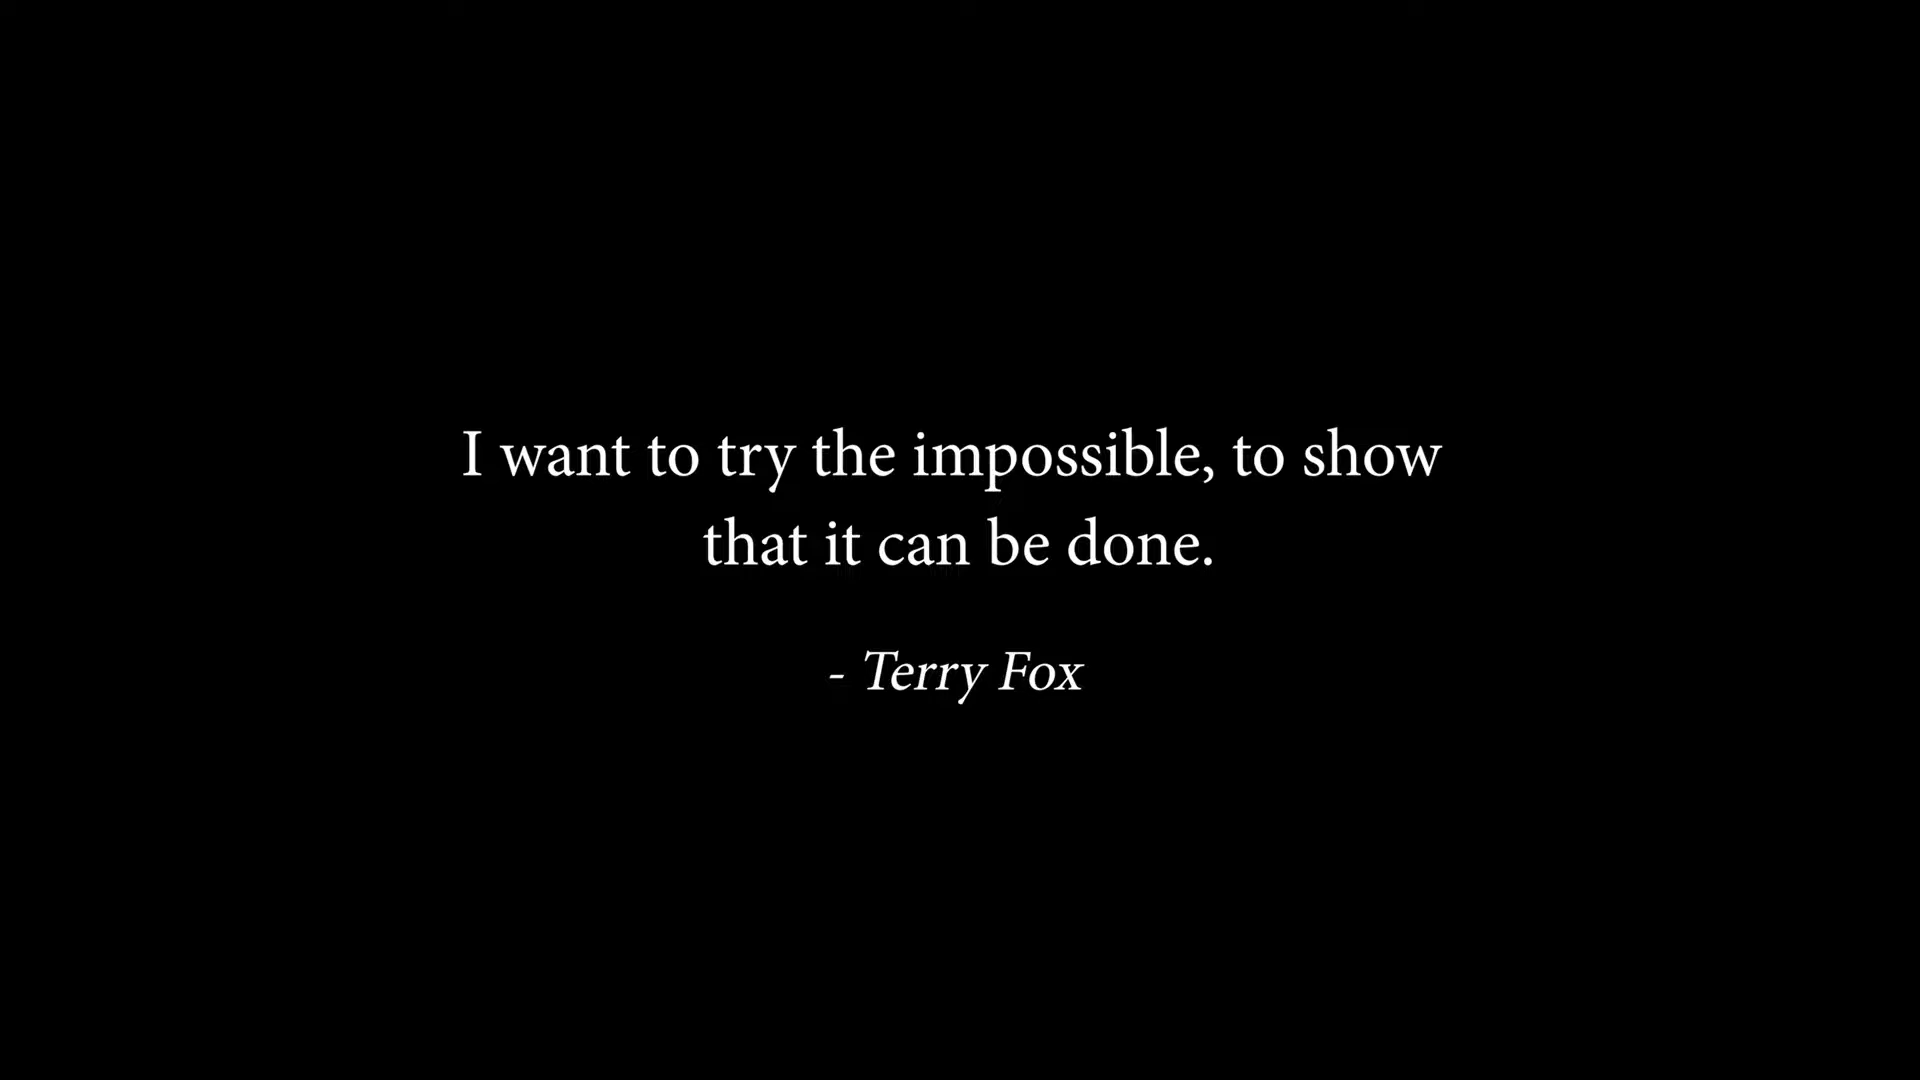 I want to try the impossible, to show
that it can be done.
- Terry Fox